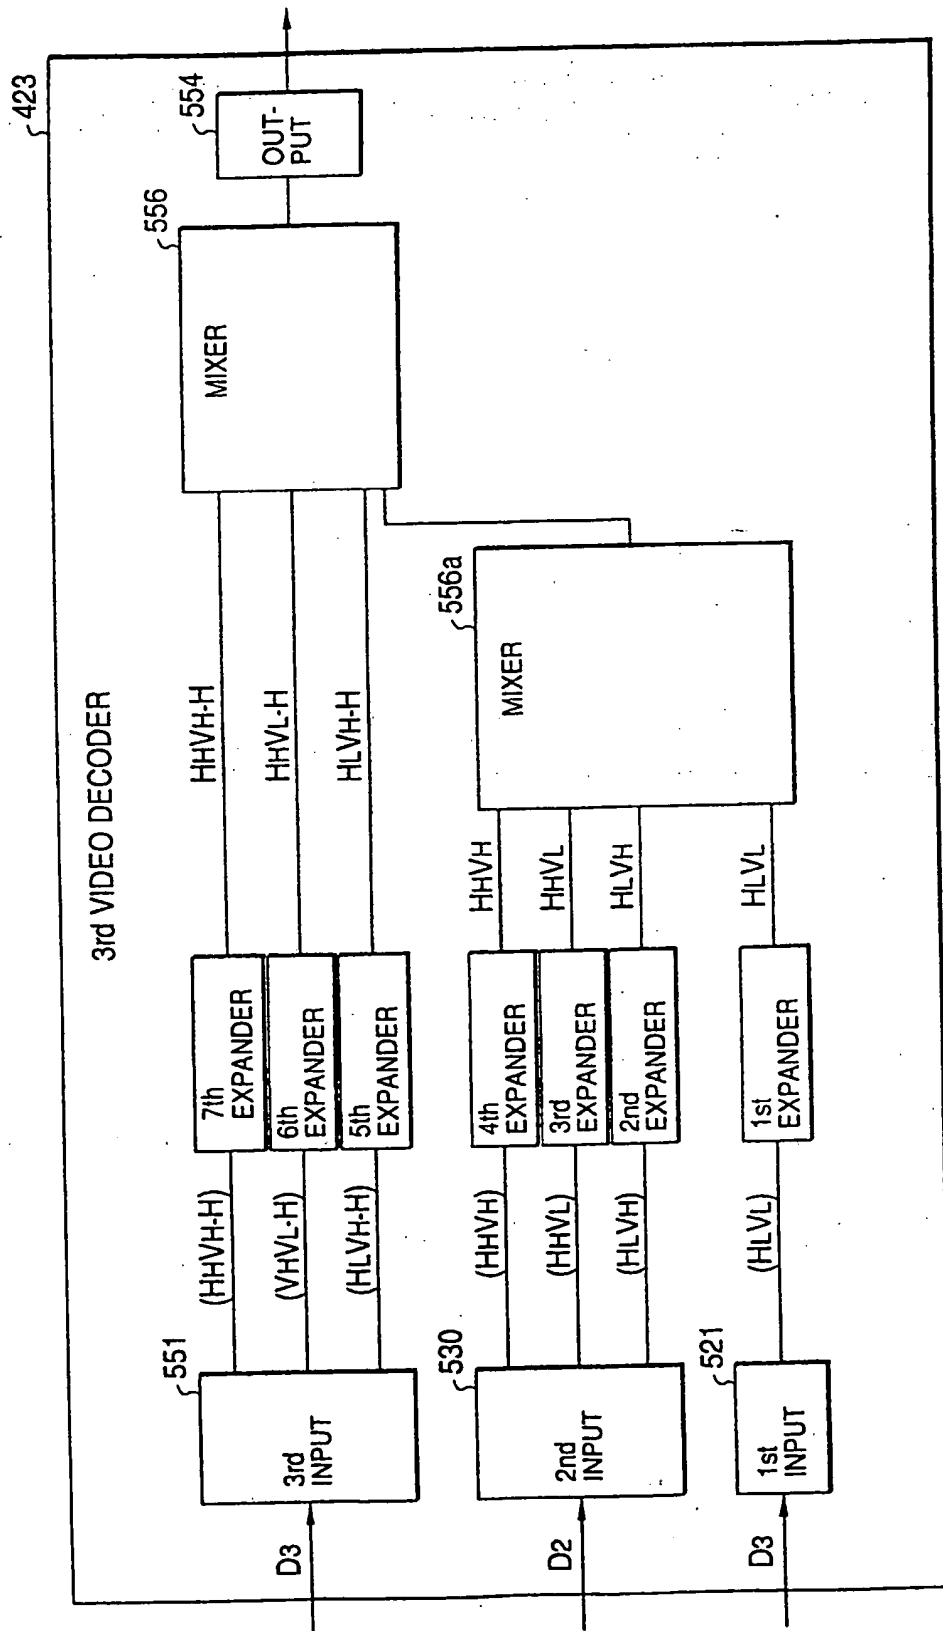 423
3rd VIDEO DECODER
D3
551
3rd
INPUT
(HHVH-H)
(VHVL-H)
(HLVH-H)
7th
EXPANDER
6th
EXPANDER
5th
EXPANDER
HHVH-H
HHVL-H
HLVH-H
556
MIXER
554
OUT-
PUT
D2
530
2nd
INPUT
(HHVH)
(HHVL)
(HLVH)
4th
EXPANDER
3rd
EXPANDER
2nd
EXPANDER
HHVH
HHVL
HLVH
556a
MIXER
D3
521
1st
INPUT
(HLVL)
1st
EXPANDER
HLVL